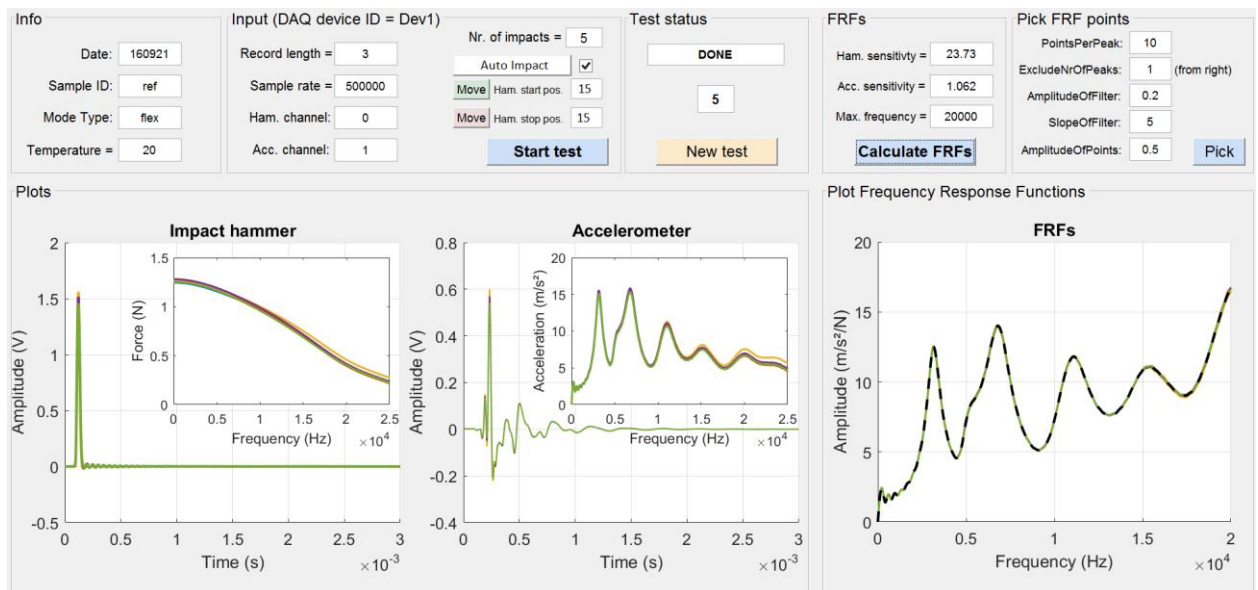 Info
Date: 160921
Sample ID: ref
Mode Type: flex
Temperature = 20
Input (DAQ device ID = Dev1)
Record length = 3
Sample rate = 500000
Ham. channel: 0
Acc. channel: 1
Nr. of impacts = 5
Auto Impact
Move Ham. start pos. 15
Move Ham. stop pos. 15
Start test
Test status
DONE
5
New test
FRFs
Ham. sensitivty = 23.73
Acc. sensitivity = 1.062
Max. frequency = 20000
Calculate FRFs
Pick FRF points
PointsPerPeak: 10
ExcludeNrOfPeaks: 1 (from right)
AmplitudeOfFilter: 0.2
SlopeOfFilter: 5
AmplitudeOfPoints: 0.5
Pick
Plots
Impact hammer
Amplitude (V)
2
1.5
1
0.5
0
-0.5
0 0.5 1 1.5 2 2.5 3
Time (s)
×10⁻³
Force (N)
1.5
1
0.5
0
0 0.5 1 1.5 2 2.5
Frequency (Hz)
×10⁴
Accelerometer
Amplitude (V)
0.8
0.6
0.4
0.2
0
-0.2
-0.4
0 0.5 1 1.5 2 2.5 3
Time (s)
×10⁻³
Acceleration (m/s²)
20
15
10
5
0
0 0.5 1 1.5 2 2.5
Frequency (Hz)
×10⁴
Plot Frequency Response Functions
FRFs
Amplitude (m/s²/N)
20
15
10
5
0
0 0.5 1 1.5 2
Frequency (Hz)
×10⁴